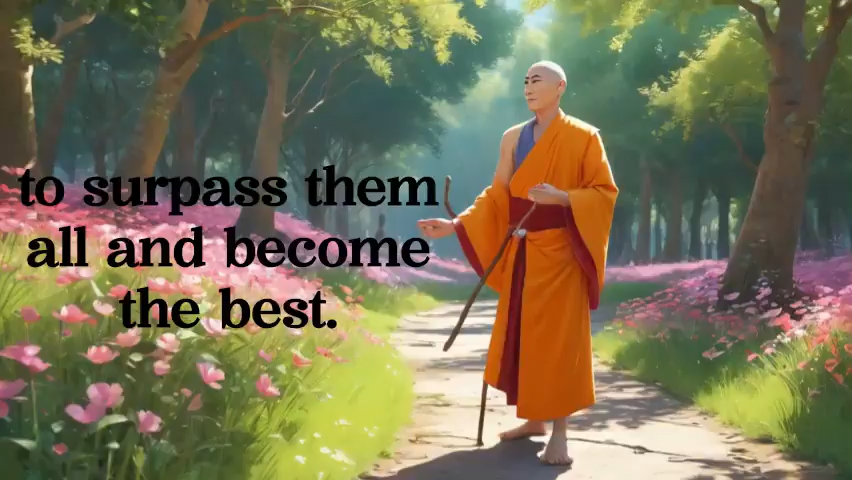 to surpass them
all and become
the best.